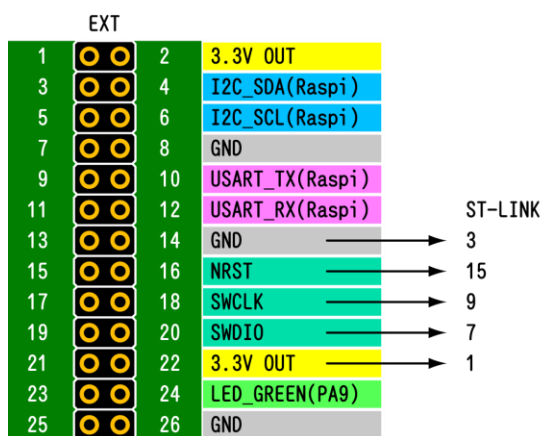 EXT
1 2 3.3V OUT
3 4 I2C_SDA(Raspi)
5 6 I2C_SCL(Raspi)
7 8 GND
9 10 USART_TX(Raspi)
11 12 USART_RX(Raspi) ST-LINK
13 14 GND 3
15 16 NRST 15
17 18 SWCLK 9
19 20 SWDIO 7
21 22 3.3V OUT 1
23 24 LED_GREEN(PA9)
25 26 GND